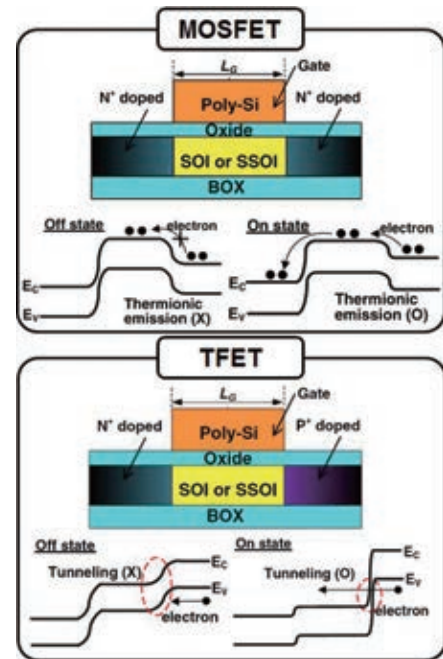 MOSFET
L_G
Gate
N⁺ doped
Poly-Si
N⁺ doped
Oxide
SOI or SSOI
BOX
Off state
electron
On state
electron
E_C
E_V
Thermionic
emission (X)
E_C
E_V
Thermionic
emission (O)
TFET
L_G
Gate
N⁺ doped
Poly-Si
P⁺ doped
Oxide
SOI or SSOI
BOX
Off state
Tunneling (X)
E_C
E_V
electron
On state
Tunneling (O)
E_C
E_V
electron